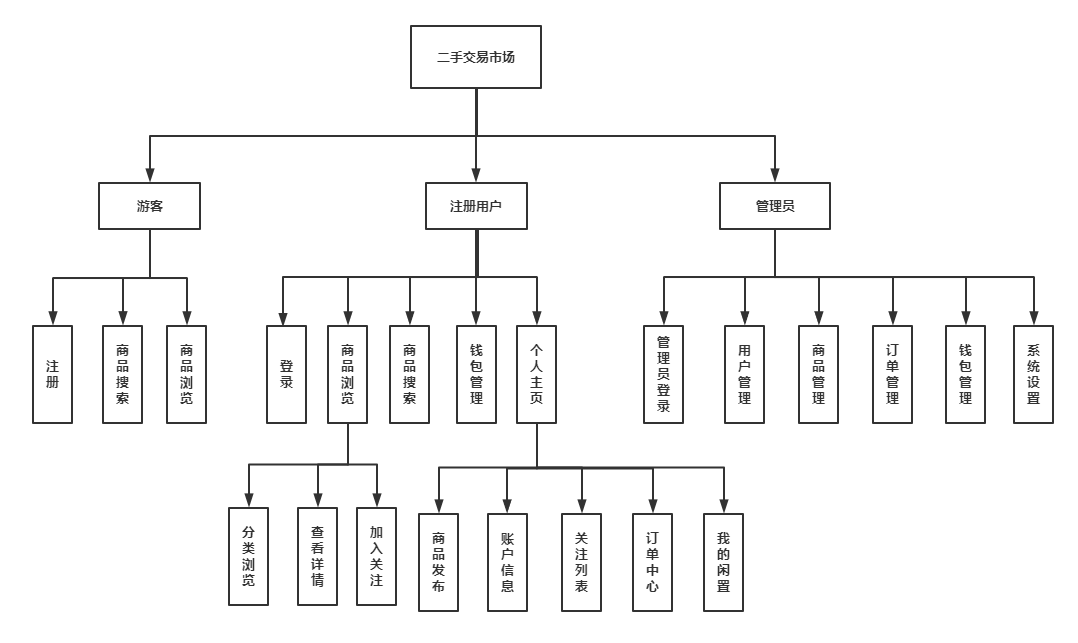 二手交易市场
游客
注册用户
管理员
注册
商品搜索
商品浏览
登录
商品浏览
商品搜索
钱包管理
个人主页
管理员登录
用户管理
商品管理
订单管理
钱包管理
系统设置
分类浏览
查看详情
加入关注
商品发布
账户信息
关注列表
订单中心
我的闲置